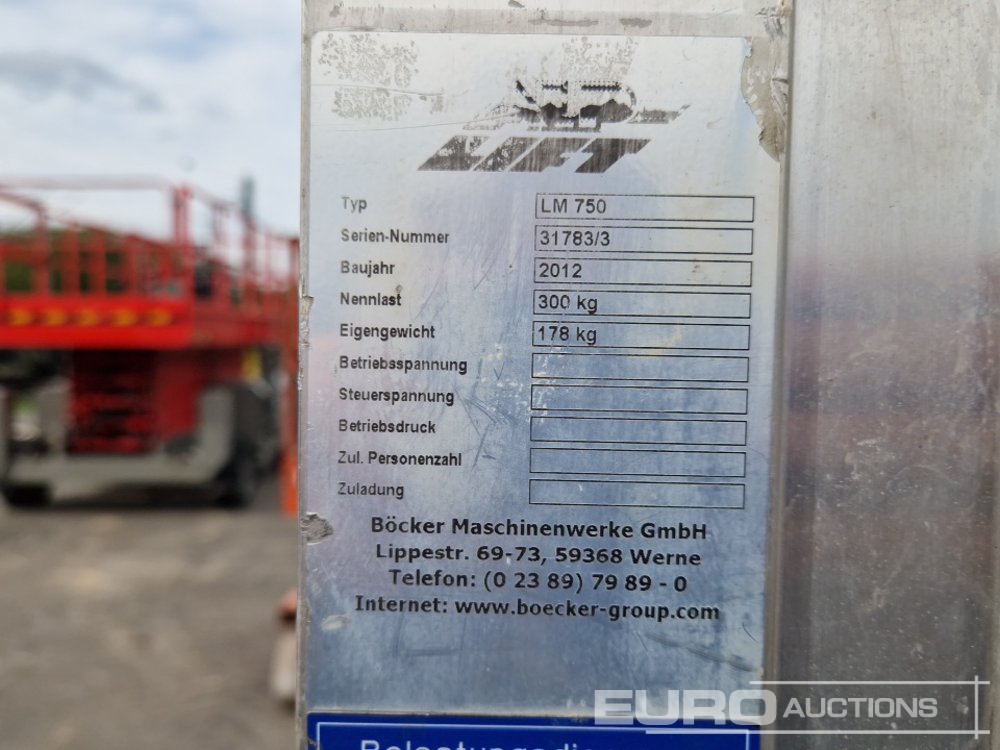 LIFT
Typ LM 750
Serien-Nummer 31783/3
Baujahr 2012
Nennlast 300 kg
Eigengewicht 178 kg
Betriebsspannung
Steuerspannung
Betriebsdruck
Zul. Personenzahl
Zuladung
Böcker Maschinenwerke GmbH
Lippestr. 69-73, 59368 Werne
Telefon: (0 23 89) 79 89 - 0
Internet: www.boecker-group.com
EURO AUCTIONS